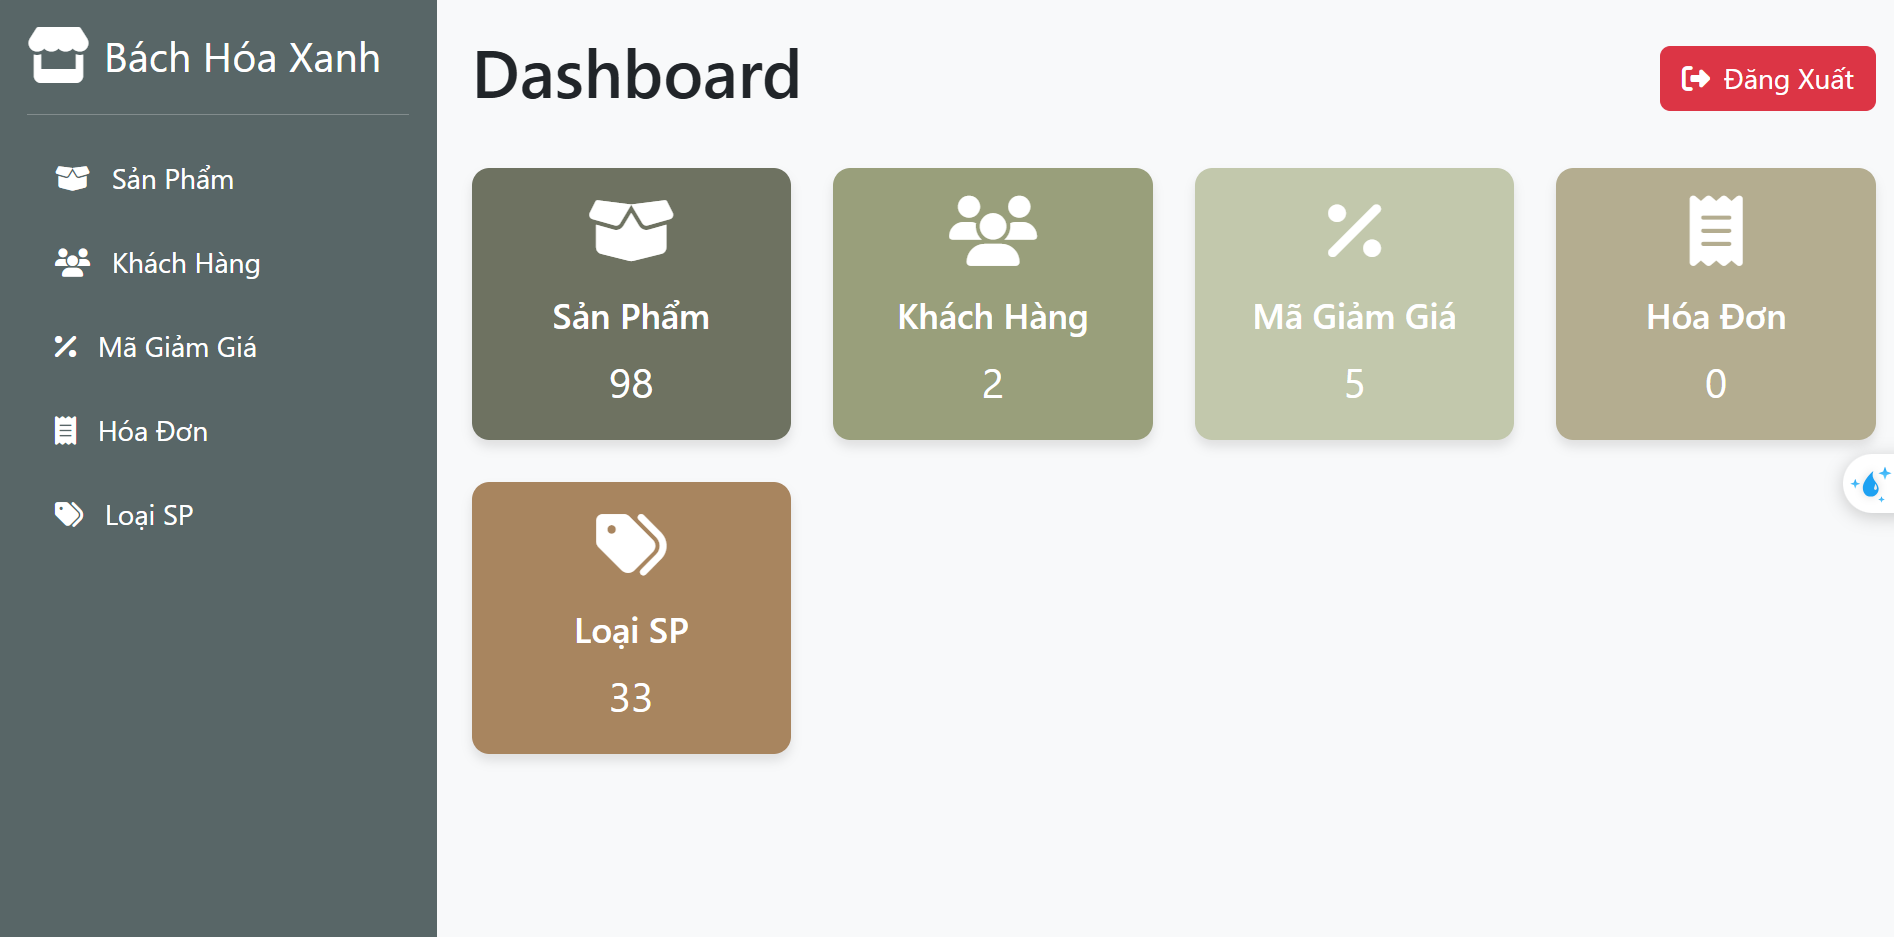 Bách Hóa Xanh
Sản Phẩm
Khách Hàng
Mã Giảm Giá
Hóa Đơn
Loại SP
Dashboard
Đăng Xuất
Sản Phẩm
98
Khách Hàng
2
Mã Giảm Giá
5
Hóa Đơn
0
Loại SP
33